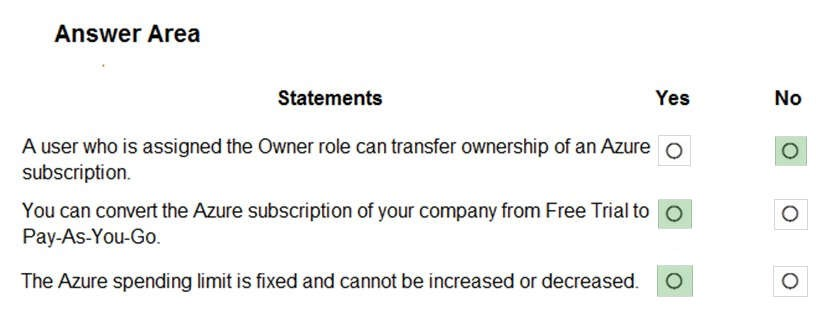 Answer Area
Statements Yes No
A user who is assigned the Owner role can transfer ownership of an Azure
subscription.
You can convert the Azure subscription of your company from Free Trial to
Pay-As-You-Go.
The Azure spending limit is fixed and cannot be increased or decreased.